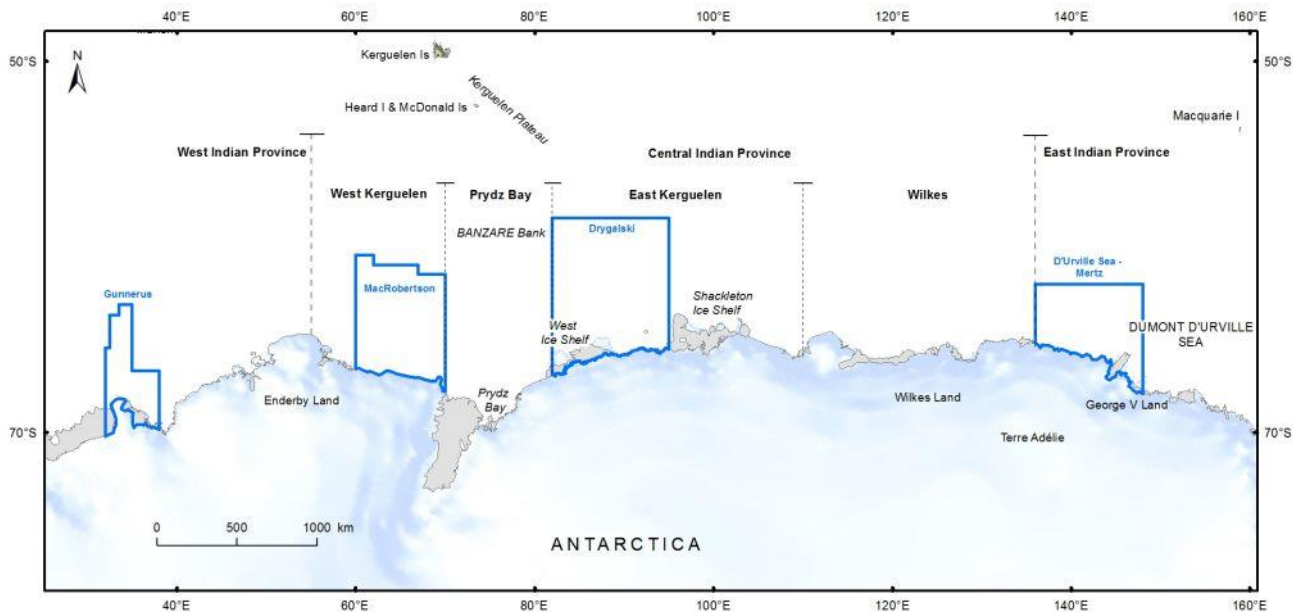 40°E 60°E 80°E 100°E 120°E 140°E 160°E
N
50°S
50°S
Kerguelen Is
Kerguelen Plateau
Heard I & McDonald Is
Macquarie I
West Indian Province
Central Indian Province
East Indian Province
West Kerguelen
Prydz Bay
East Kerguelen
Wilkes
BANZARE Bank
Drygalski
Gunnerus
MacRobertson
D'Urville Sea -
Mertz
Shackleton
Ice Shelf
West
Ice Shelf
DUMONT D'URVILLE
SEA
Enderby Land
Prydz
Bay
Wilkes Land
George V Land
Terre Adélie
70°S
70°S
0 500 1000 km
ANTARCTICA
40°E 60°E 80°E 100°E 120°E 140°E 160°E